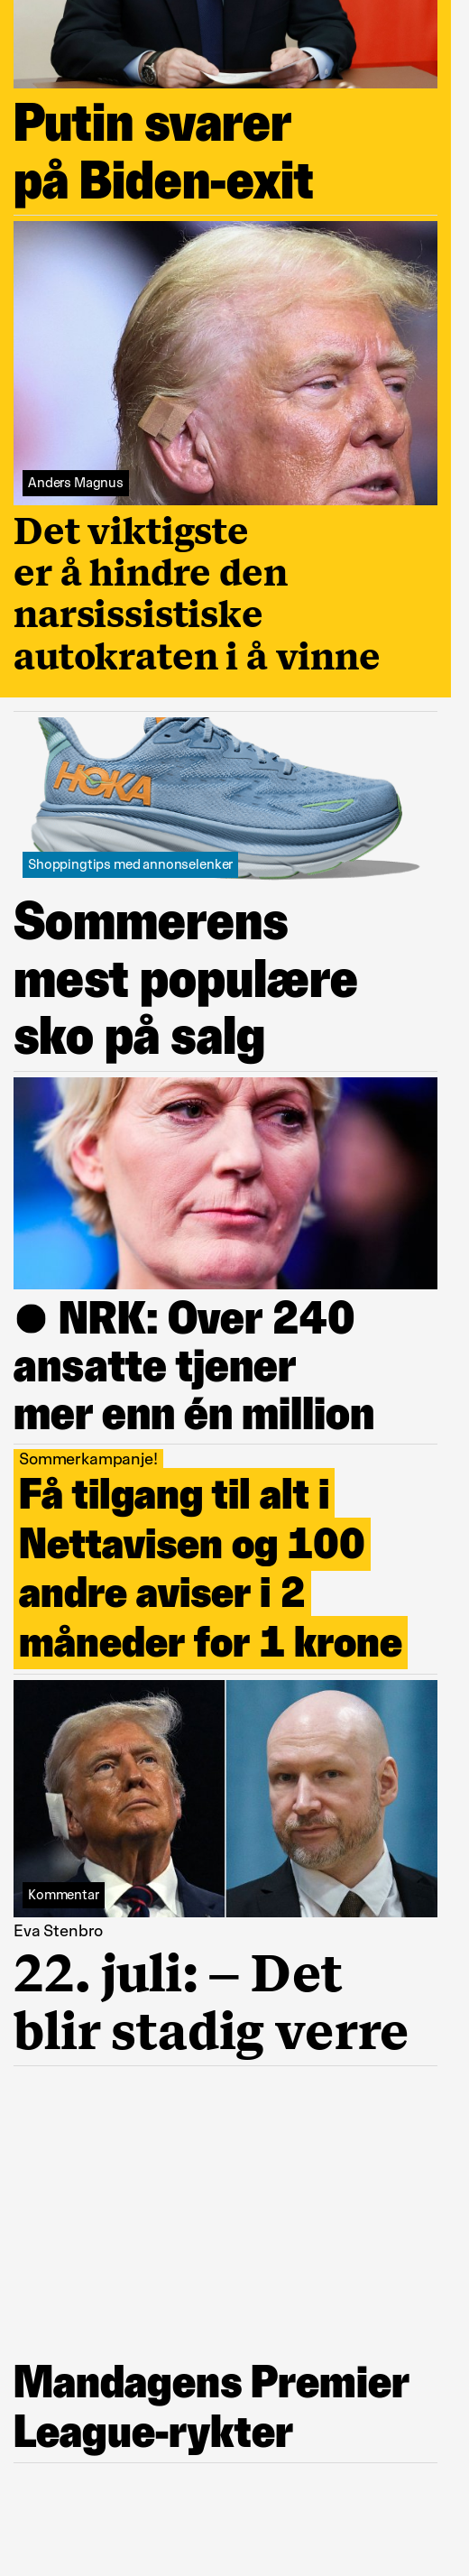 Putin svarer
på Biden-exit
Anders Magnus
Det viktigste
er å hindre den
narsissistiske
autokraten i å vinne
HOKA
Shoppingtips med annonselenker
Sommerens
mest populære
sko på salg
● NRK: Over 240
ansatte tjener
mer enn én million
Sommerkampanje!
Få tilgang til alt i
Nettavisen og 100
andre aviser i 2
måneder for 1 krone
Kommentar
Eva Stenbro
22. juli: – Det
blir stadig verre
Mandagens Premier
League-rykter